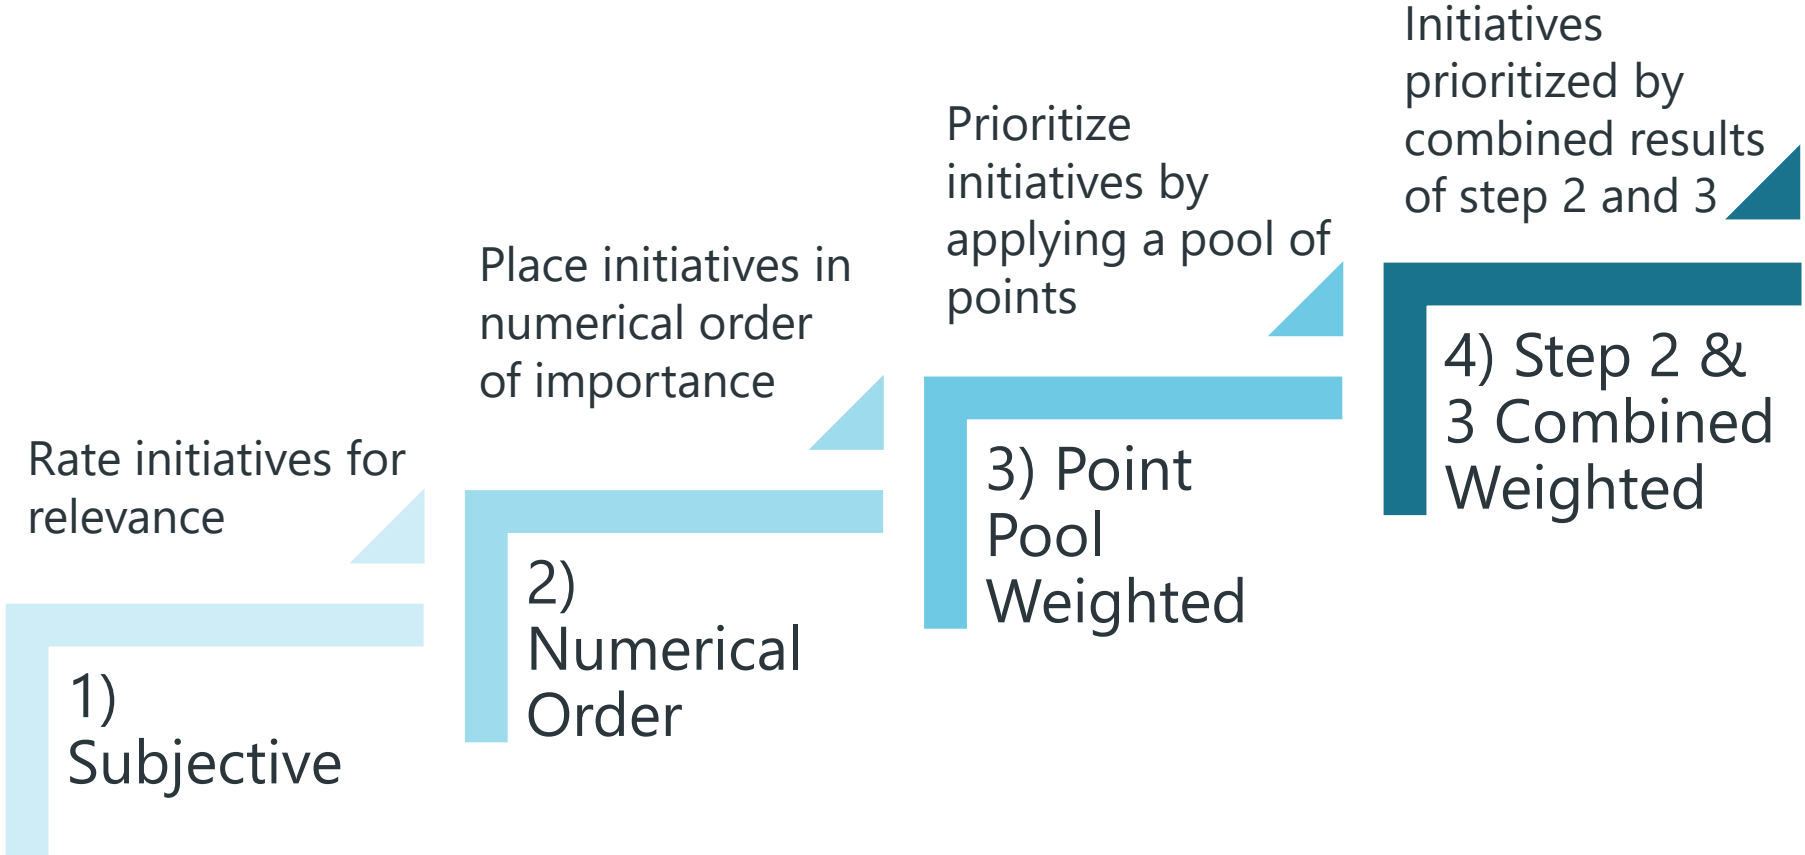 Rate initiatives for
relevance
1)
Subjective
Place initiatives in
numerical order
of importance
2)
Numerical
Order
Prioritize
initiatives by
applying a pool of
points
3) Point
Pool
Weighted
Initiatives
prioritized by
combined results
of step 2 and 3
4) Step 2 &
3 Combined
Weighted